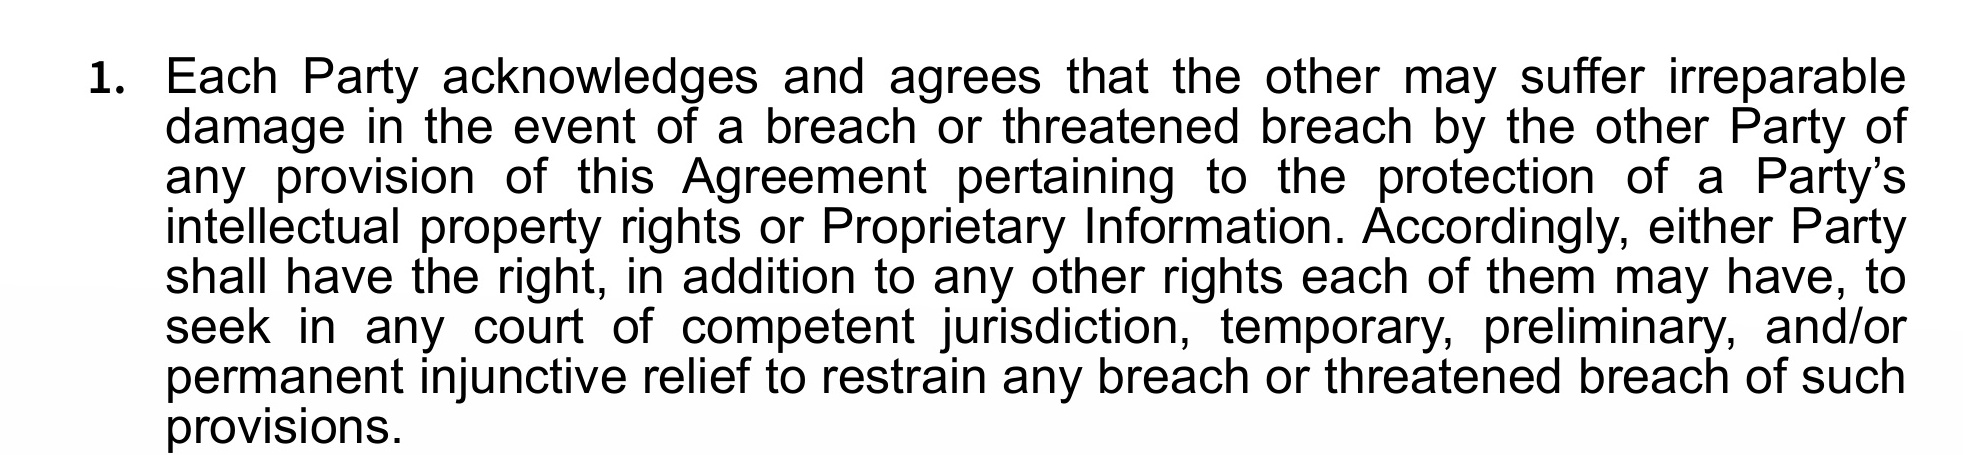 1. Each Party acknowledges and agrees that the other may suffer irreparable
damage in the event of a breach or threatened breach by the other Party of
any provision of this Agreement pertaining to the protection of a Party’s
intellectual property rights or Proprietary Information. Accordingly, either Party
shall have the right, in addition to any other rights each of them may have, to
seek in any court of competent jurisdiction, temporary, preliminary, and/or
permanent injunctive relief to restrain any breach or threatened breach of such
provisions.